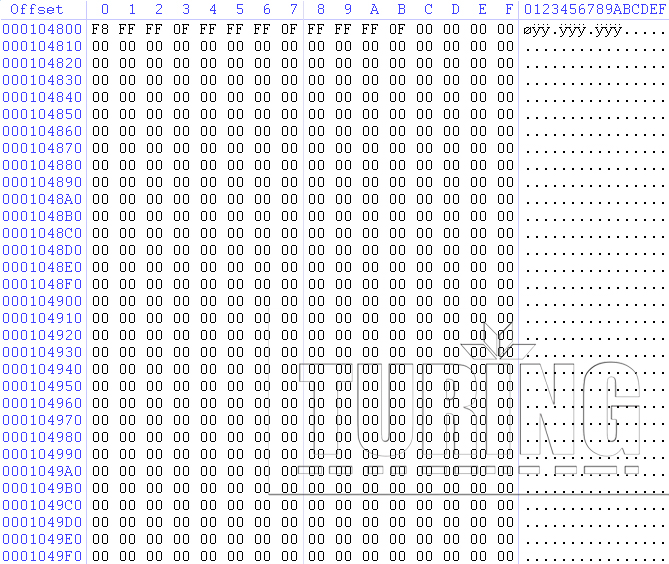 Offset 0 1 2 3 4 5 6 7 8 9 A B C D E F 0123456789ABCDEF
000104800 F8 FF FF 0F FF FF FF 0F FF FF FF 0F 00 00 00 00 øÿÿ.ÿÿÿ.ÿÿÿ.....
000104810 00 00 00 00 00 00 00 00 00 00 00 00 00 00 00 00 ................
000104820 00 00 00 00 00 00 00 00 00 00 00 00 00 00 00 00 ................
000104830 00 00 00 00 00 00 00 00 00 00 00 00 00 00 00 00 ................
000104840 00 00 00 00 00 00 00 00 00 00 00 00 00 00 00 00 ................
000104850 00 00 00 00 00 00 00 00 00 00 00 00 00 00 00 00 ................
000104860 00 00 00 00 00 00 00 00 00 00 00 00 00 00 00 00 ................
000104870 00 00 00 00 00 00 00 00 00 00 00 00 00 00 00 00 ................
000104880 00 00 00 00 00 00 00 00 00 00 00 00 00 00 00 00 ................
000104890 00 00 00 00 00 00 00 00 00 00 00 00 00 00 00 00 ................
0001048A0 00 00 00 00 00 00 00 00 00 00 00 00 00 00 00 00 ................
0001048B0 00 00 00 00 00 00 00 00 00 00 00 00 00 00 00 00 ................
0001048C0 00 00 00 00 00 00 00 00 00 00 00 00 00 00 00 00 ................
0001048D0 00 00 00 00 00 00 00 00 00 00 00 00 00 00 00 00 ................
0001048E0 00 00 00 00 00 00 00 00 00 00 00 00 00 00 00 00 ................
0001048F0 00 00 00 00 00 00 00 00 00 00 00 00 00 00 00 00 ................
000104900 00 00 00 00 00 00 00 00 00 00 00 00 00 00 00 00 ................
000104910 00 00 00 00 00 00 00 00 00 00 00 00 00 00 00 00 ................
000104920 00 00 00 00 00 00 00 00 00 00 00 00 00 00 00 00 ................
000104930 00 00 00 00 00 00 00 00 00 00 00 00 00 00 00 00 ................
000104940 00 00 00 00 00 00 00 00 00 00 00 00 00 00 00 00 ................
000104950 00 00 00 00 00 00 00 00 00 00 00 00 00 00 00 00 ................
000104960 00 00 00 00 00 00 00 00 00 00 00 00 00 00 00 00 ................
000104970 00 00 00 00 00 00 00 00 00 00 00 00 00 00 00 00 ................
000104980 00 00 00 00 00 00 00 00 00 00 00 00 00 00 00 00 ................
000104990 00 00 00 00 00 00 00 00 00 00 00 00 00 00 00 00 ................
0001049A0 00 00 00 00 00 00 00 00 00 00 00 00 00 00 00 00 ................
0001049B0 00 00 00 00 00 00 00 00 00 00 00 00 00 00 00 00 ................
0001049C0 00 00 00 00 00 00 00 00 00 00 00 00 00 00 00 00 ................
0001049D0 00 00 00 00 00 00 00 00 00 00 00 00 00 00 00 00 ................
0001049E0 00 00 00 00 00 00 00 00 00 00 00 00 00 00 00 00 ................
0001049F0 00 00 00 00 00 00 00 00 00 00 00 00 00 00 00 00 ................
TURING